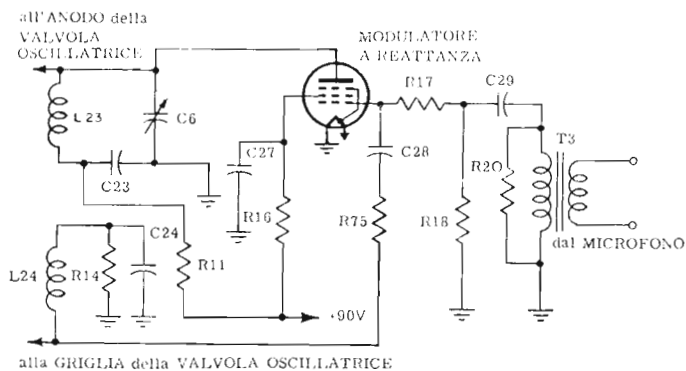 all'ANODO della
VALVOLA
OSCILLATRICE
MODULATORE
A REATTANZA
R17
C29
L23
C6
C27
C28
T3
C23
R20
R16
R75
R18
C24
L24
R14
R11
dal MICROFONO
+90V
alla GRIGLIA della VALVOLA OSCILLATRICE